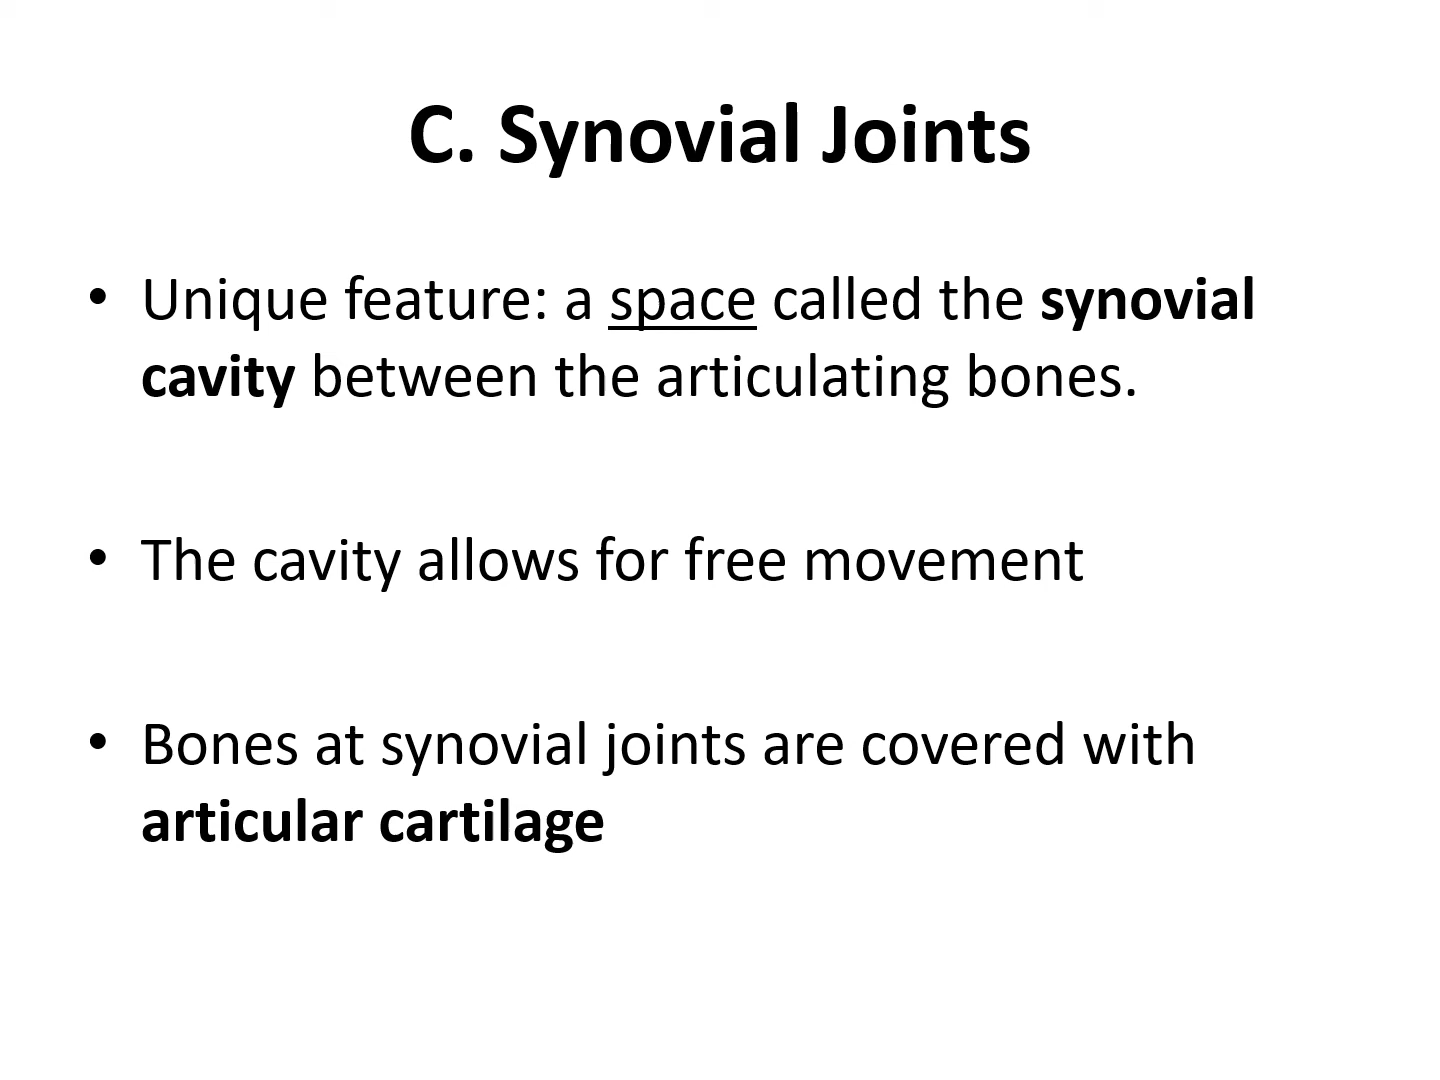 C. Synovial Joints
• Unique feature: a space called the synovial
cavity between the articulating bones.
• The cavity allows for free movement
• Bones at synovial joints are covered with
articular cartilage